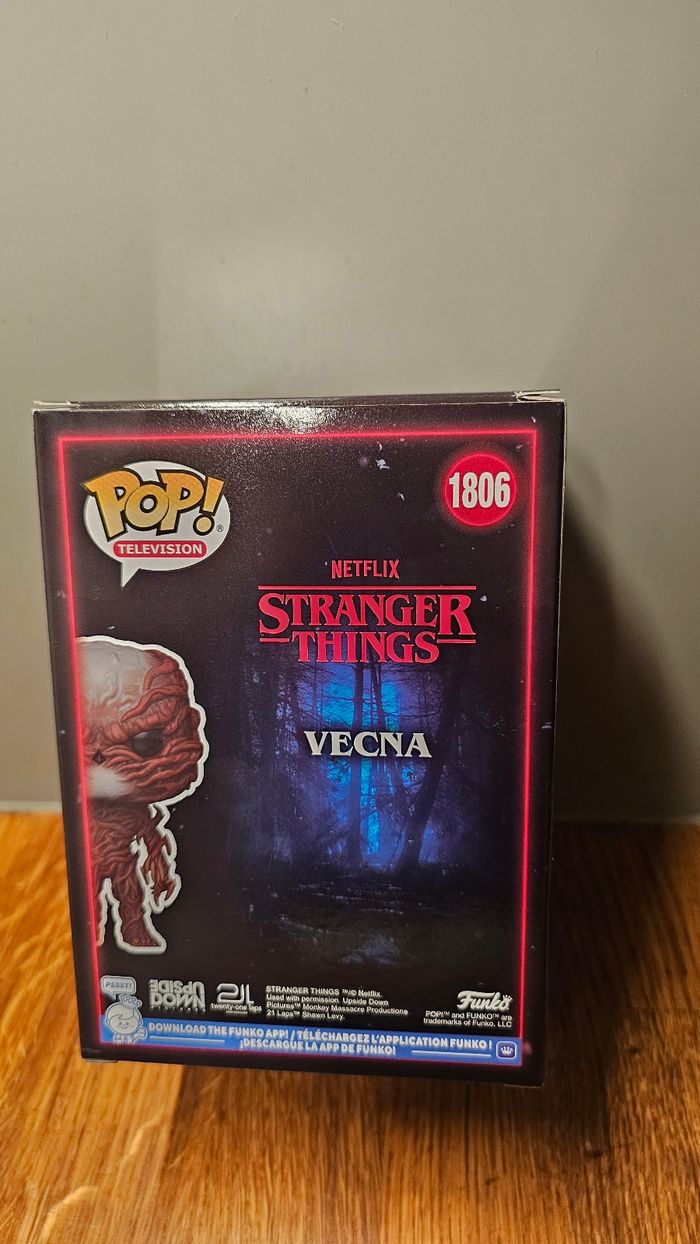 POP!
TELEVISION
1806
NETFLIX
STRANGER
THINGS
VECNA
PSSST!
UPSIDE
DOWN
21L
twenty-one laps
STRANGER THINGS ™/© Netflix.
Used with permission. Upside Down
Pictures™ Monkey Massacre Productions
21 Laps™ Shawn Levy.
Funko
POP!™ and FUNKO™ are
trademarks of Funko, LLC
DOWNLOAD THE FUNKO APP! / TÉLÉCHARGEZ L'APPLICATION FUNKO !
¡DESCARGUE LA APP DE FUNKO!